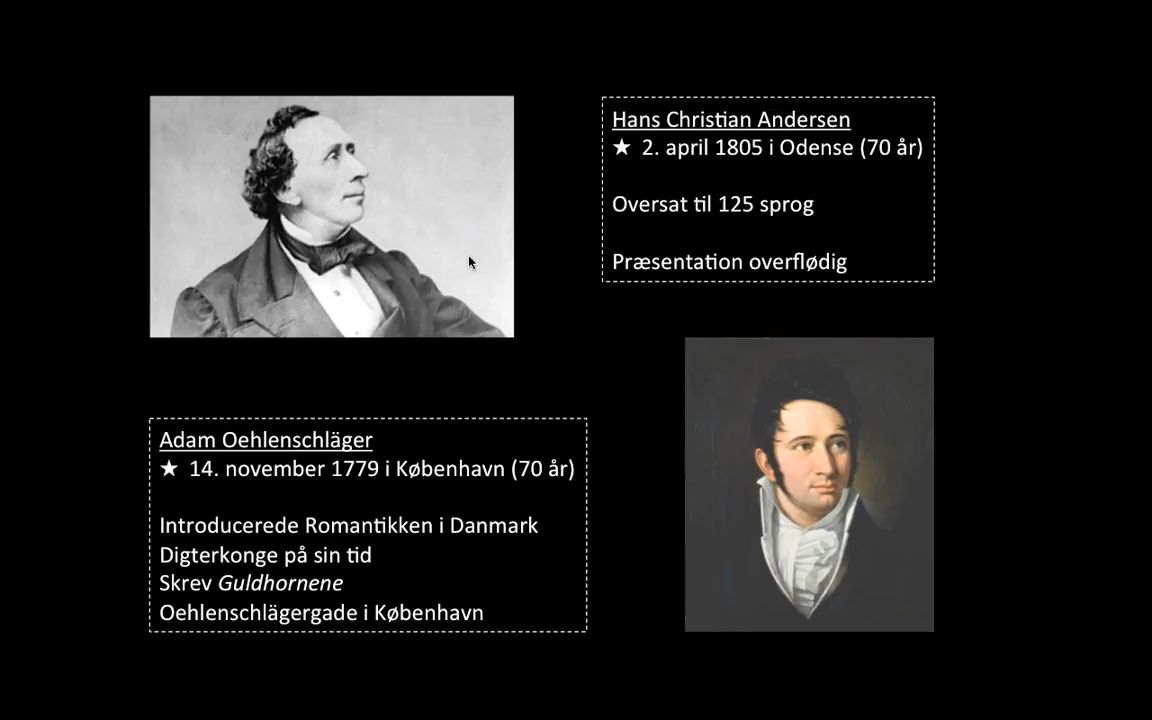 Hans Christian Andersen
★ 2. april 1805 i Odense (70 år)
Oversat til 125 sprog
Præsentation overflødig
Adam Oehlenschläger
★ 14. november 1779 i København (70 år)
Introducerede Romantikken i Danmark
Digterkonge på sin tid
Skrev Guldhornene
Oehlenschlägergade i København